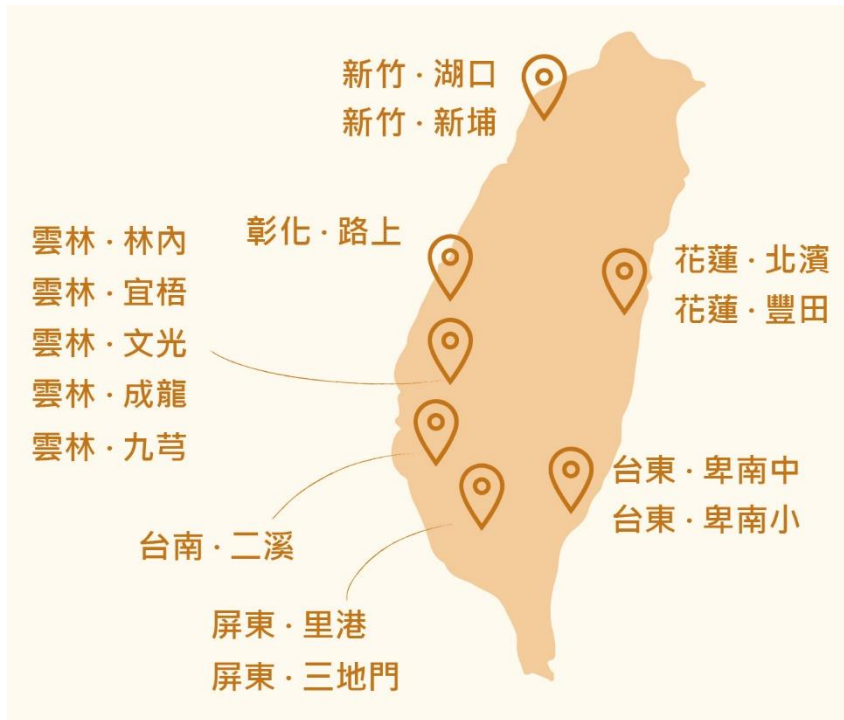 新竹·湖口
新竹·新埔
彰化·路上
雲林·林內
雲林·宜梧
雲林·文光
雲林·成龍
雲林·九芎
花蓮·北濱
花蓮·豐田
台東·卑南中
台東·卑南小
台南·二溪
屏東·里港
屏東·三地門